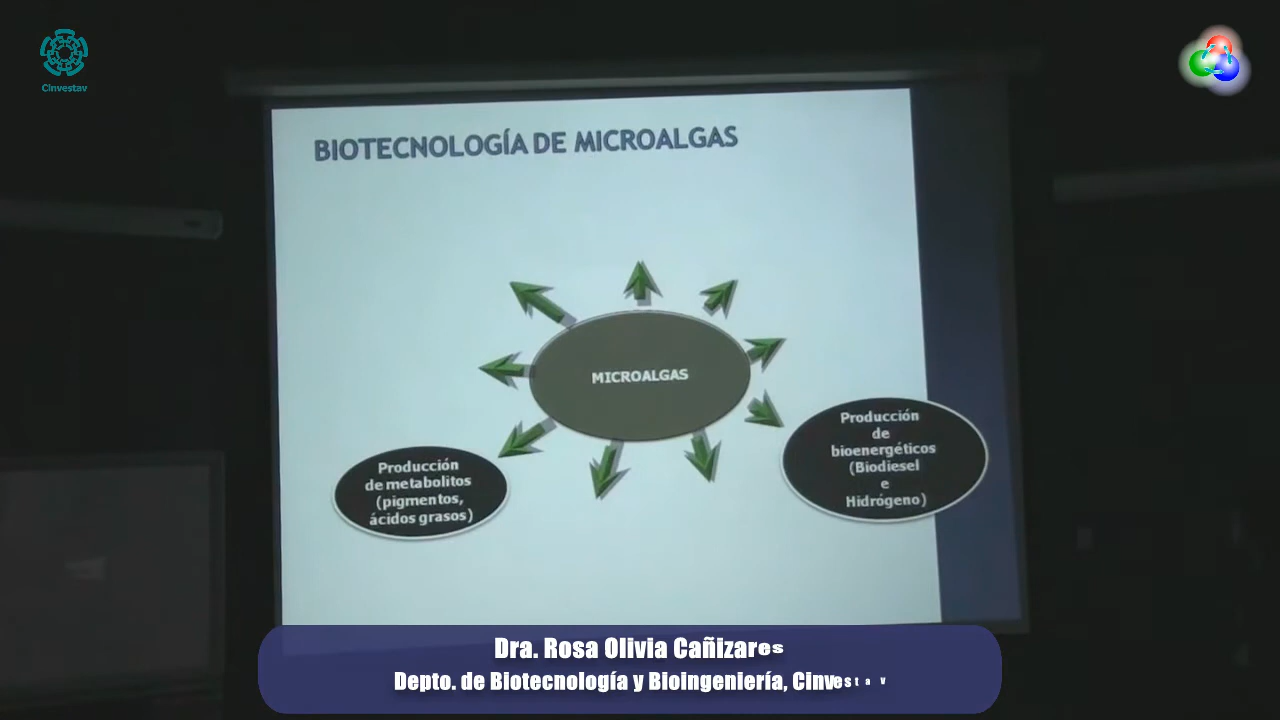 Cinvestav
BIOTECNOLOGÍA DE MICROALGAS
MICROALGAS
Producción
de metabolitos
(pigmentos,
ácidos grasos)
Producción
de
bioenergéticos
(Biodiesel
e
Hidrógeno)
Dra. Rosa Olivia Cañizares
Depto. de Biotecnología y Bioingeniería, Cinvestav